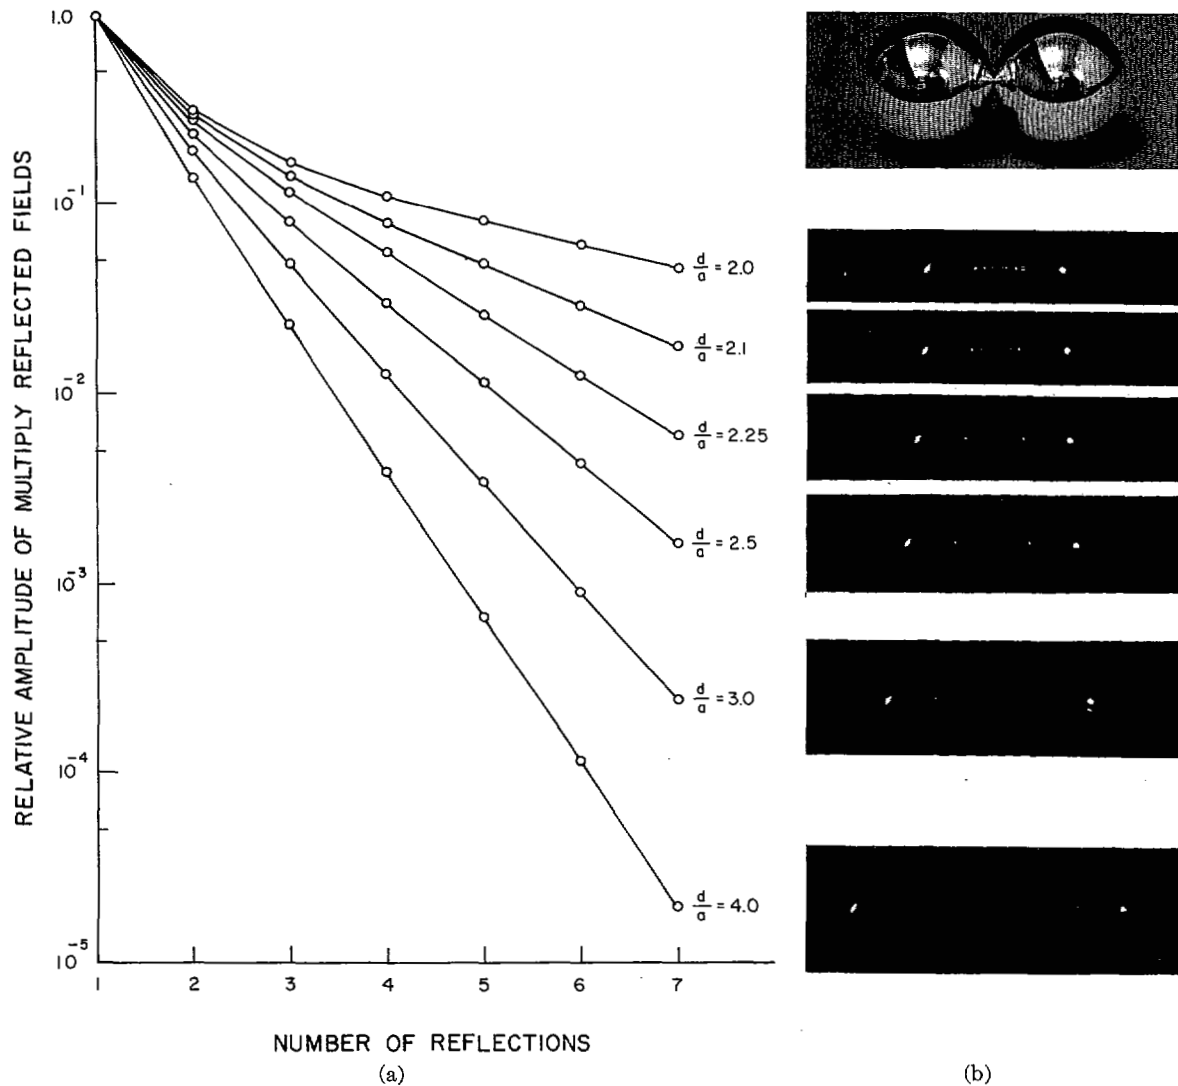 RELATIVE AMPLITUDE OF MULTIPLY REFLECTED FIELDS
1.0
10^-1
10^-2
10^-3
10^-4
10^-5
d/a = 2.0
d/a = 2.1
d/a = 2.25
d/a = 2.5
d/a = 3.0
d/a = 4.0
1 2 3 4 5 6 7
NUMBER OF REFLECTIONS
(a)
(b)